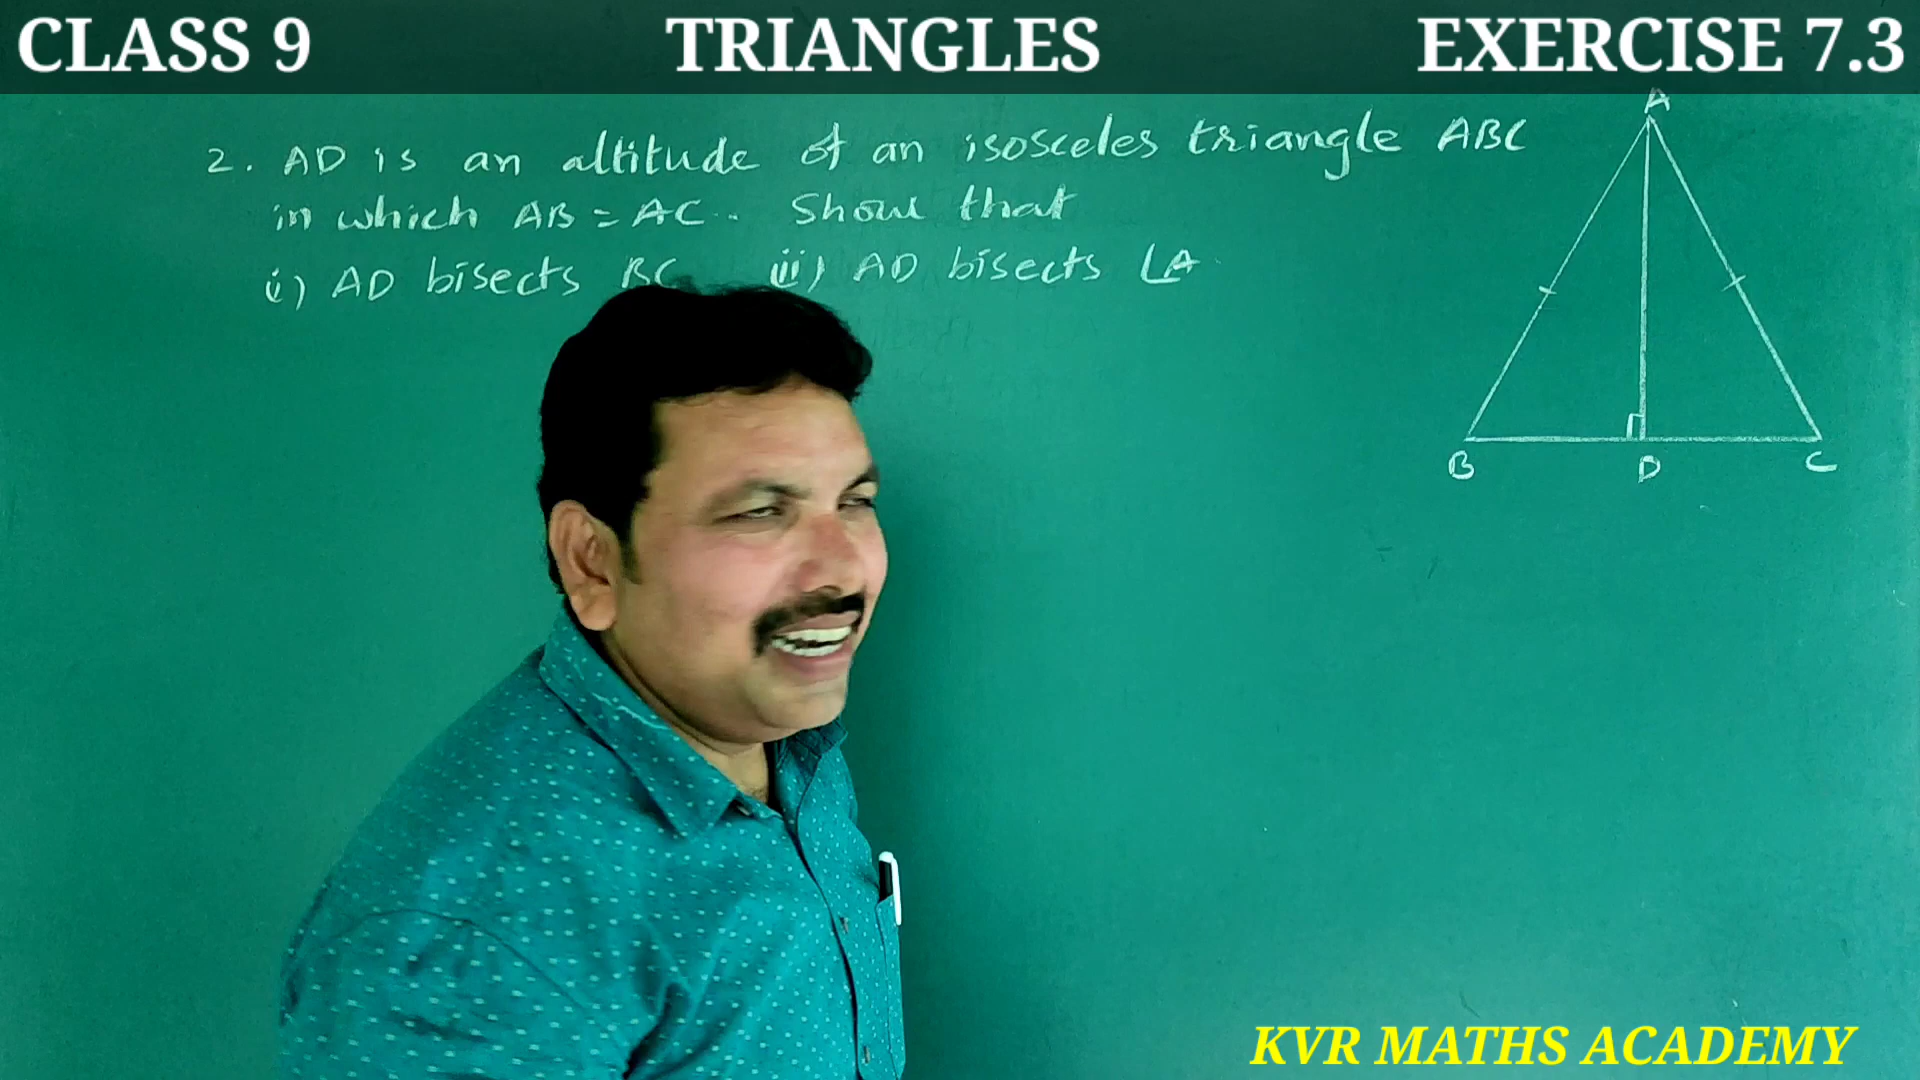 CLASS 9 TRIANGLES EXERCISE 7.3
2. AD is an altitude of an isosceles triangle ABC
in which AB = AC. Show that
i) AD bisects BC ii) AD bisects ∠A
A
B D C
KVR MATHS ACADEMY